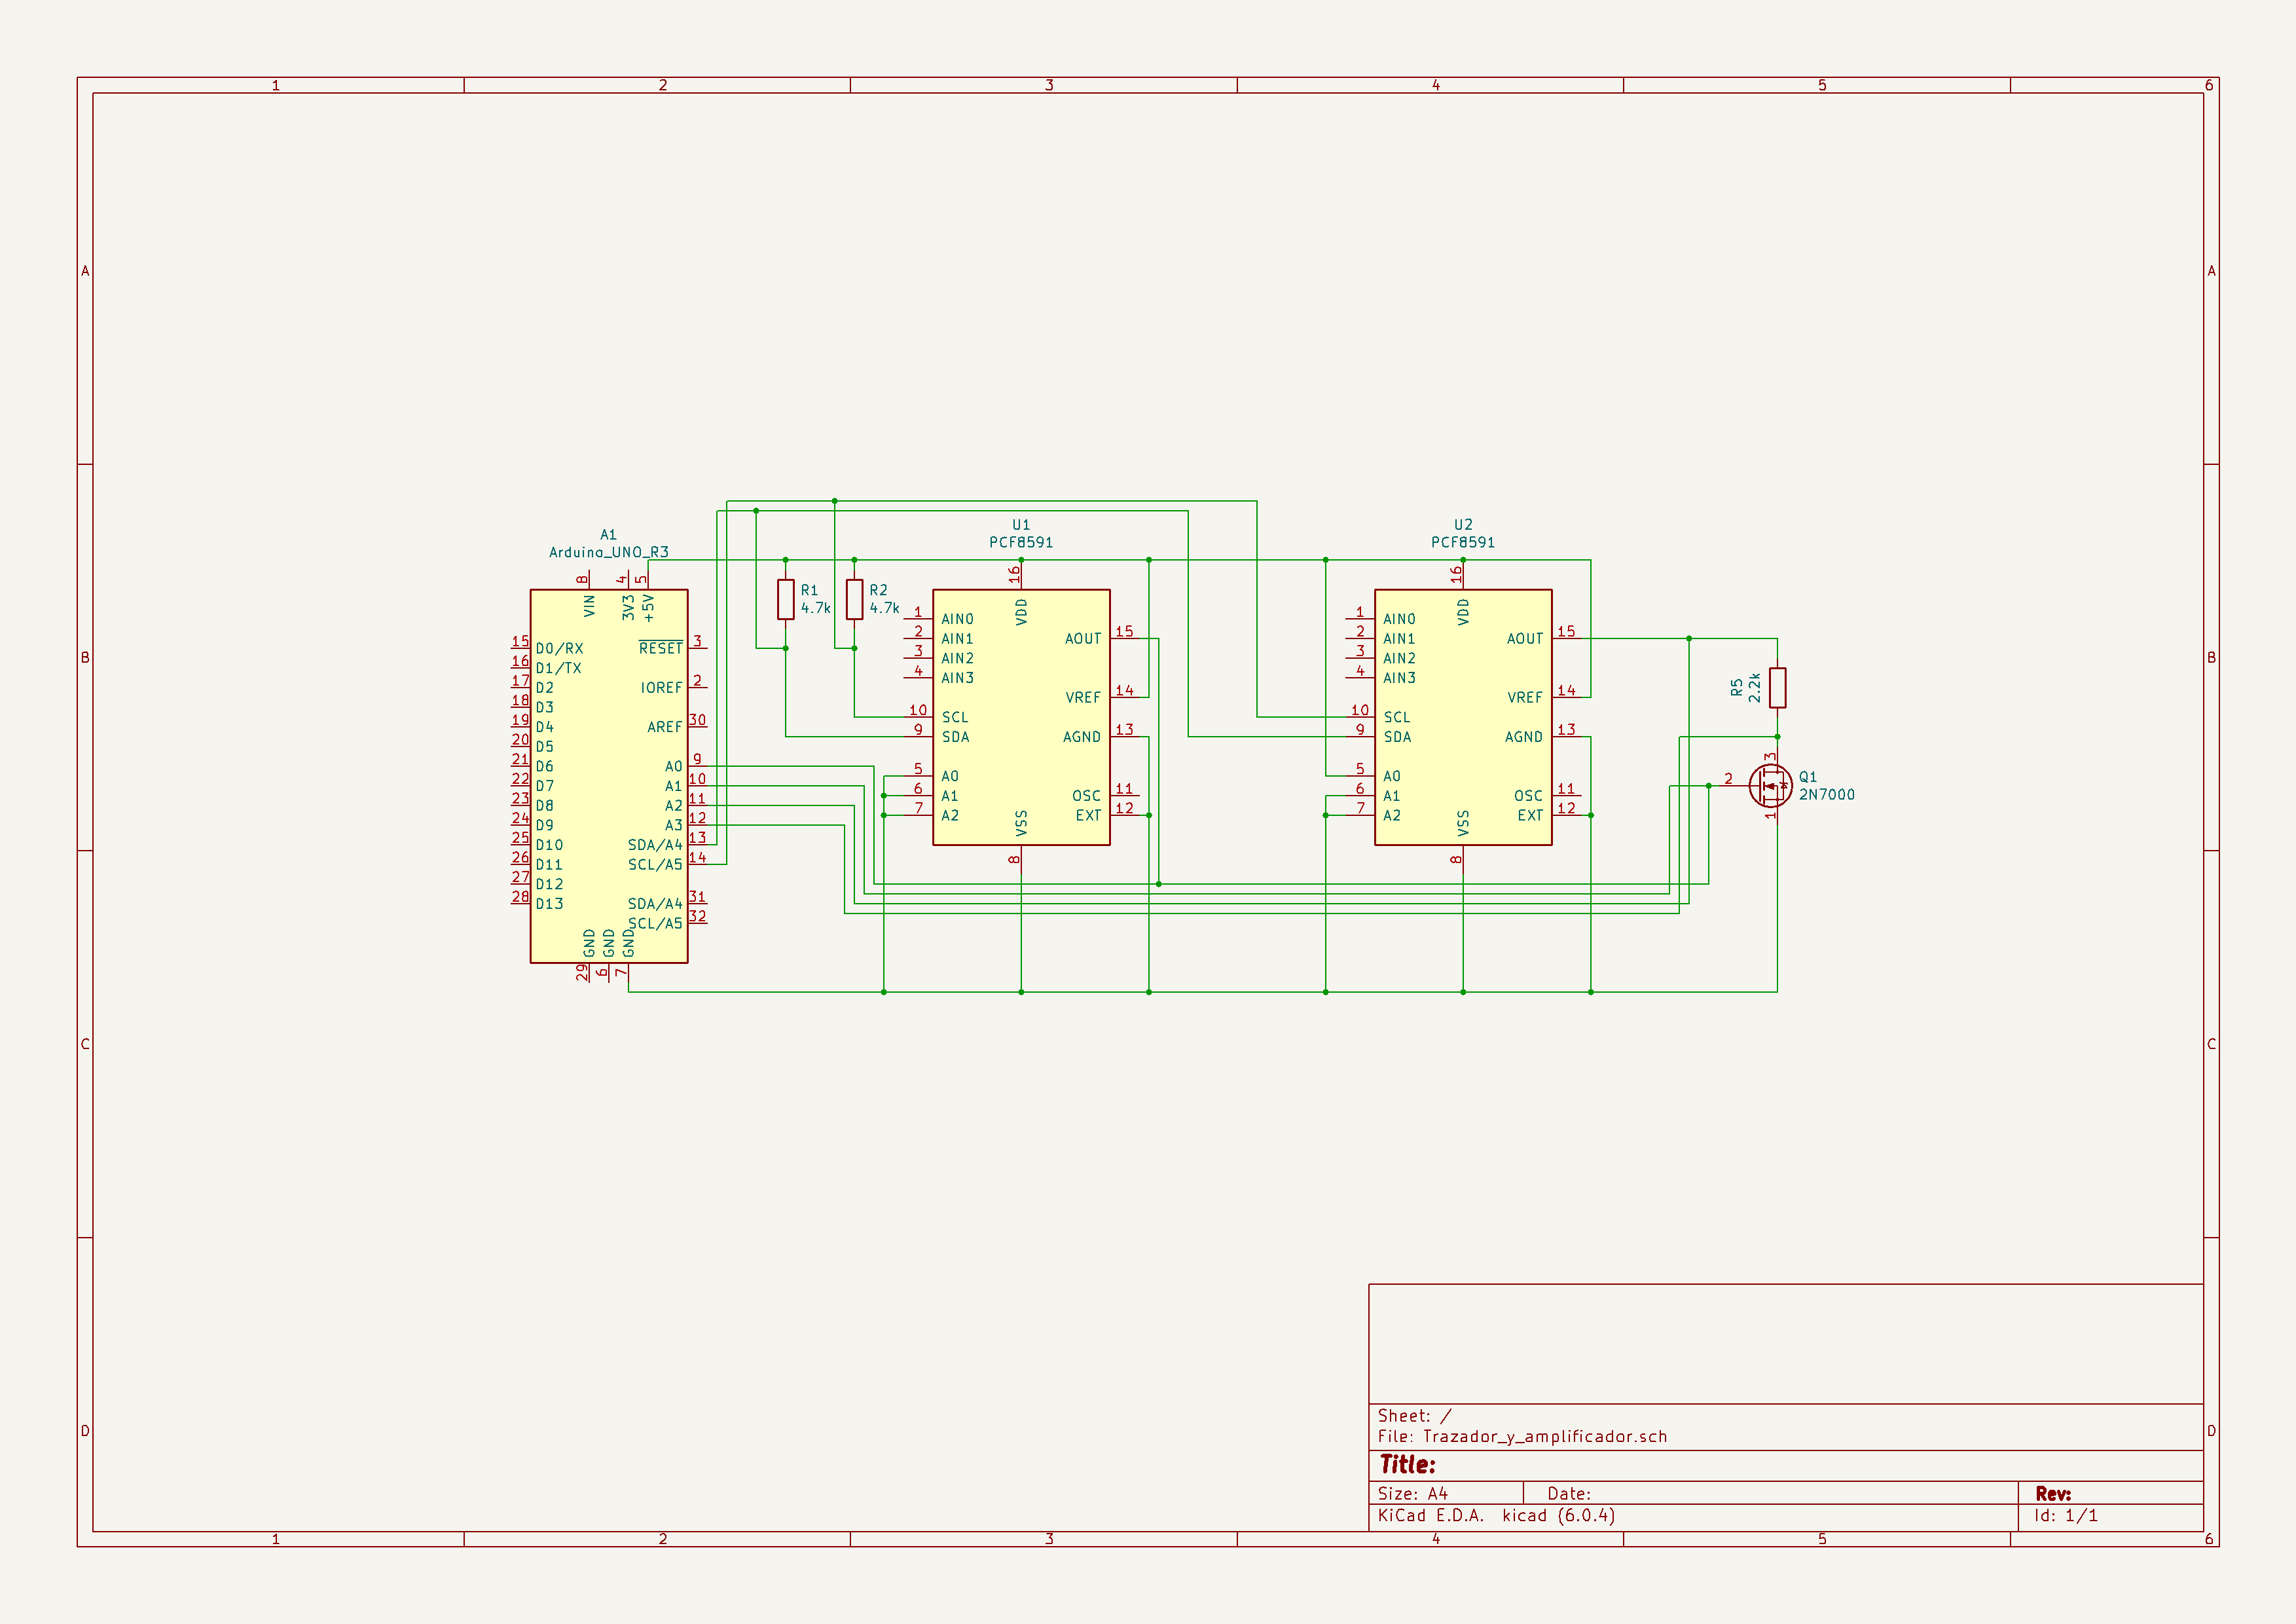 1 2 3 4 5 6
A A
B B
C C
D D
A1
Arduino_UNO_R3
8 VIN
4 3V3
5 +5V
15 D0/RX
16 D1/TX
17 D2
18 D3
19 D4
20 D5
21 D6
22 D7
23 D8
24 D9
25 D10
26 D11
27 D12
28 D13
RESET 3
IOREF 2
AREF 30
A0 9
A1 10
A2 11
A3 12
SDA/A4 13
SCL/A5 14
SDA/A4 31
SCL/A5 32
GND 29
GND 6
GND 7
R1
4.7k
R2
4.7k
U1
PCF8591
16 VDD
1 AIN0
2 AIN1
3 AIN2
4 AIN3
10 SCL
9 SDA
5 A0
6 A1
7 A2
AOUT 15
VREF 14
AGND 13
OSC 11
EXT 12
VSS 8
U2
PCF8591
16 VDD
1 AIN0
2 AIN1
3 AIN2
4 AIN3
10 SCL
9 SDA
5 A0
6 A1
7 A2
AOUT 15
VREF 14
AGND 13
OSC 11
EXT 12
VSS 8
R5
2.2k
3
2
1
Q1
2N7000
Sheet: /
File: Trazador_y_amplificador.sch
Title:
Size: A4 Date: Rev:
KiCad E.D.A. kicad (6.0.4) Id: 1/1
1 2 3 4 5 6